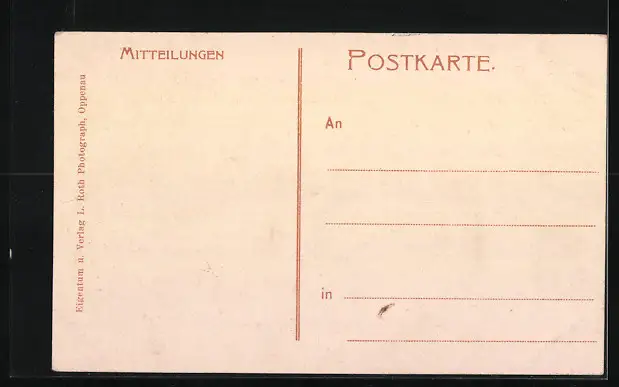 MITTEILUNGEN
POSTKARTE.
An
in
Eigentum u. Verlag L. Roth Photograph, Oppenau